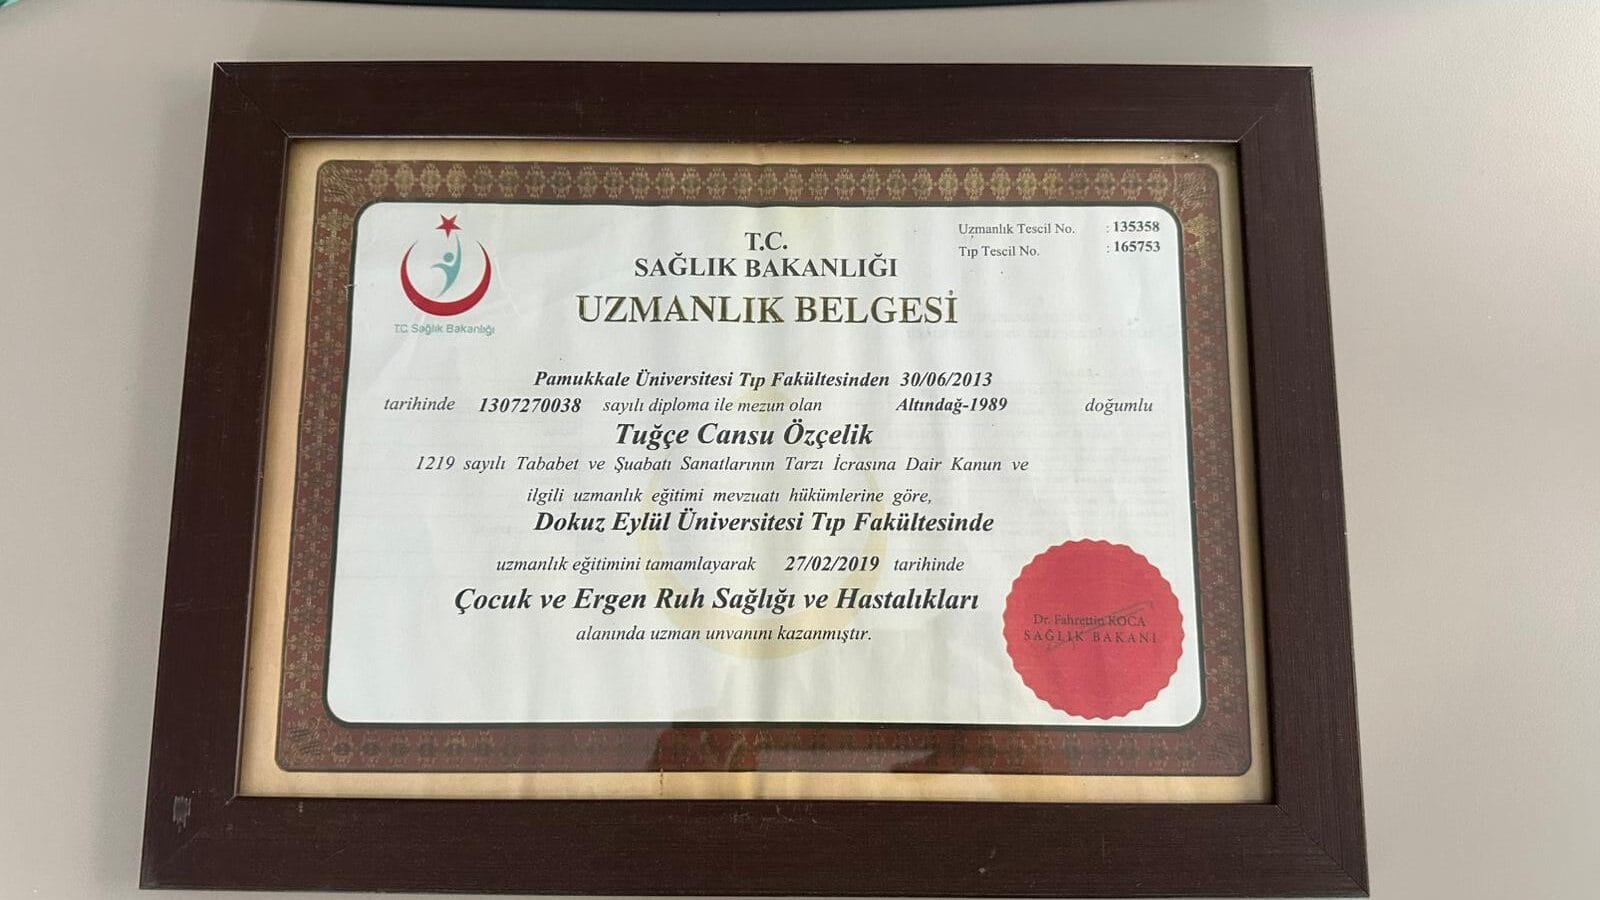 T.C. Sağlık Bakanlığı
T.C.
SAĞLIK BAKANLIĞI
UZMANLIK BELGESİ
Uzmanlık Tescil No. : 135358
Tıp Tescil No. : 165753
Pamukkale Üniversitesi Tıp Fakültesinden 30/06/2013
tarihinde 1307270038 sayılı diploma ile mezun olan Altındağ-1989 doğumlu
Tuğçe Cansu Özçelik
1219 sayılı Tababet ve Şuabatı Sanatlarının Tarzı İcrasına Dair Kanun ve
ilgili uzmanlık eğitimi mevzuatı hükümlerine göre,
Dokuz Eylül Üniversitesi Tıp Fakültesinde
uzmanlık eğitimini tamamlayarak 27/02/2019 tarihinde
Çocuk ve Ergen Ruh Sağlığı ve Hastalıkları
alanında uzman unvanını kazanmıştır.
Dr. Fahrettin KOCA
SAĞLIK BAKANI